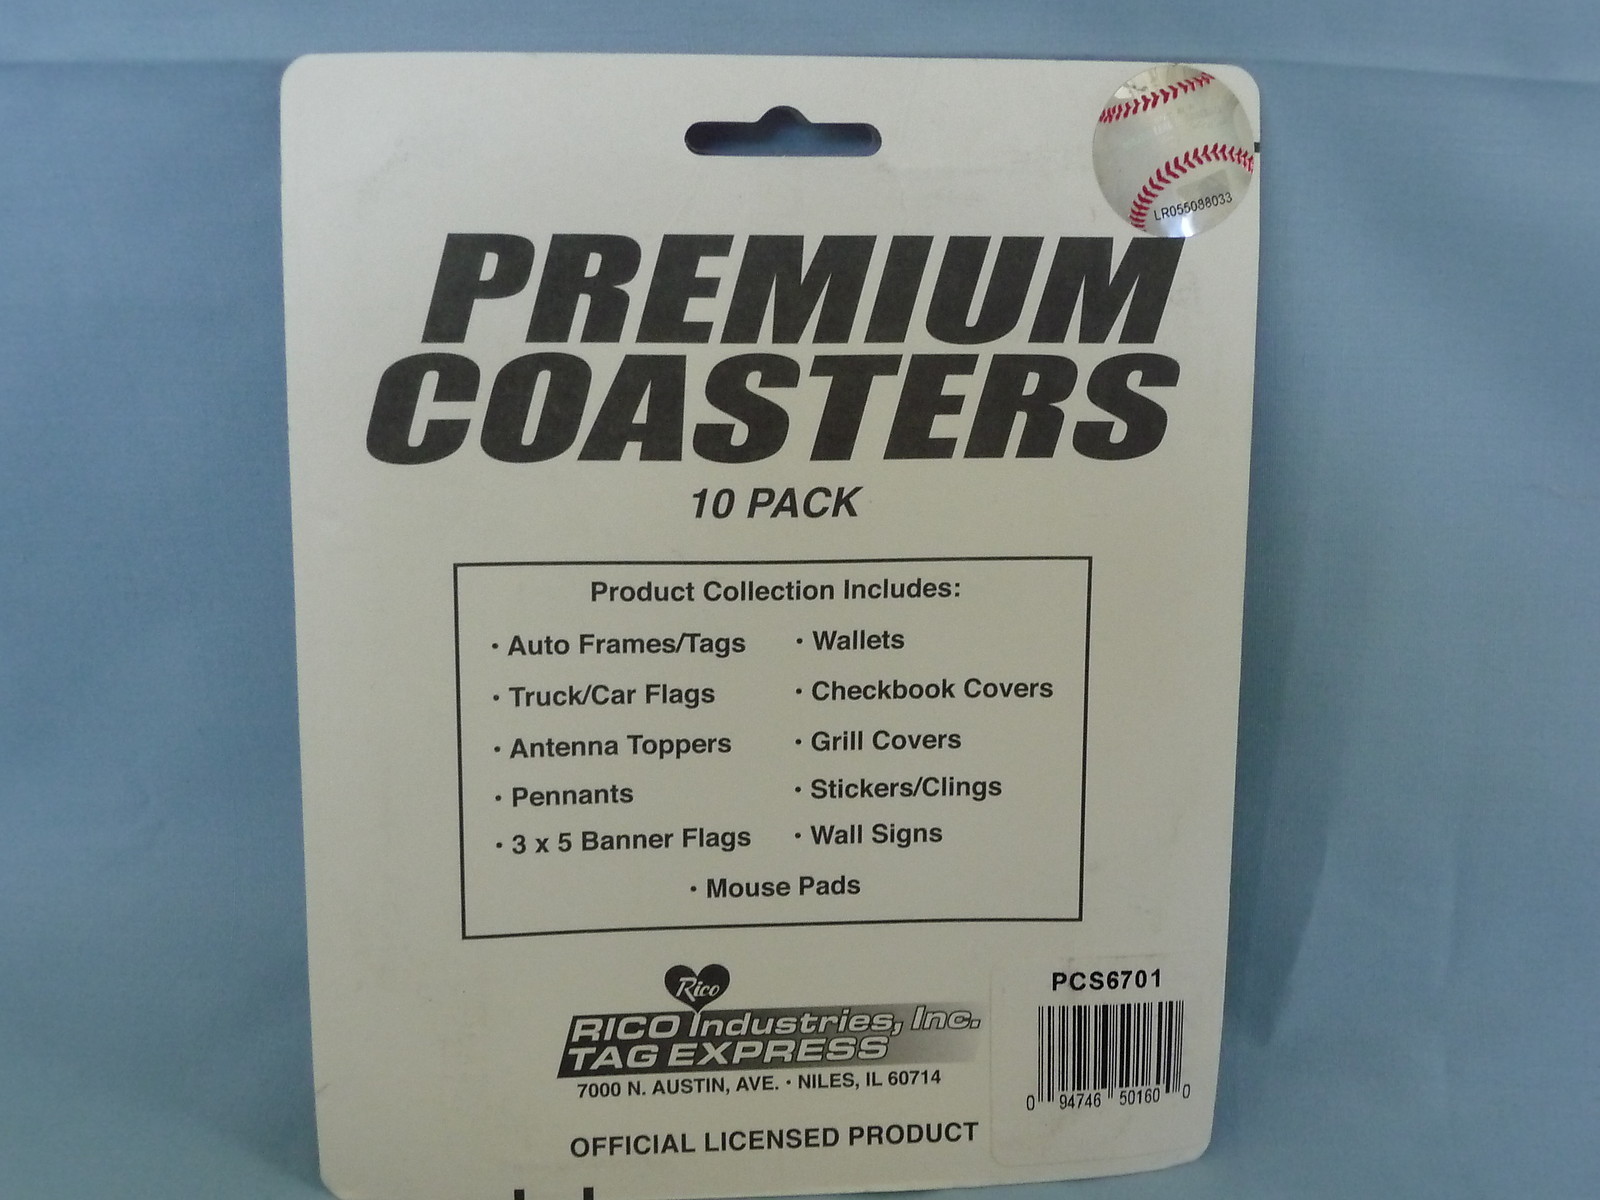 LR055088033
PREMIUM
COASTERS
10 PACK
Product Collection Includes:
• Auto Frames/Tags
• Truck/Car Flags
• Antenna Toppers
• Pennants
• 3 x 5 Banner Flags
• Wallets
• Checkbook Covers
• Grill Covers
• Stickers/Clings
• Wall Signs
• Mouse Pads
Rico
RICO Industries, Inc.
TAG EXPRESS
7000 N. AUSTIN, AVE. • NILES, IL 60714
OFFICIAL LICENSED PRODUCT
PCS6701
0 94746 50160 0